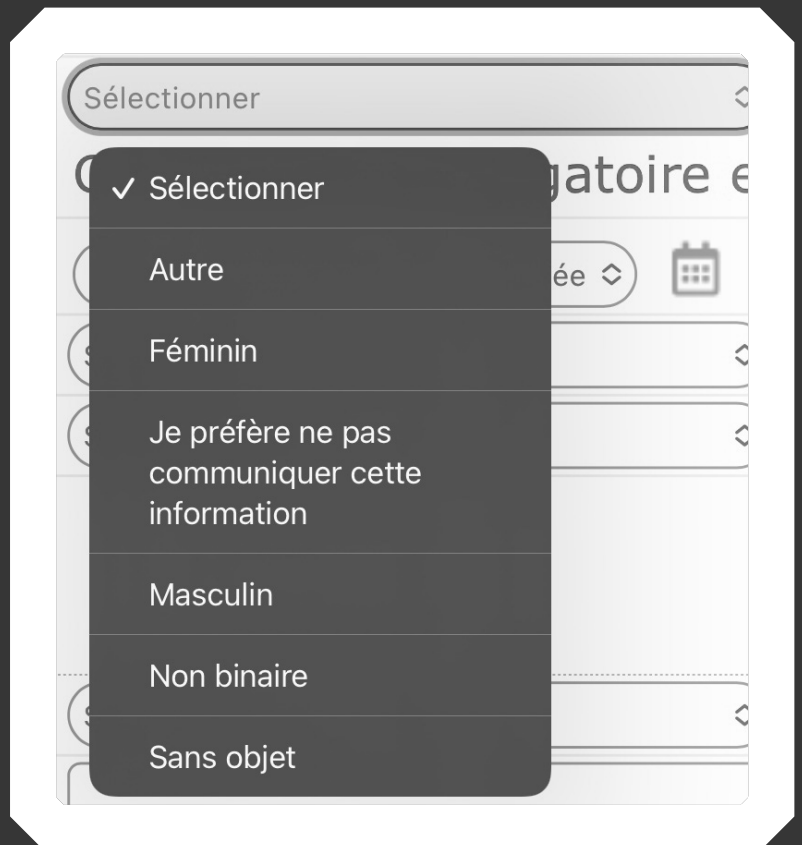 Sélectionner
gatoire e
Sélectionner
Autre
ée
Féminin
Je préfère ne pas
communiquer cette
information
Masculin
Non binaire
Sans objet